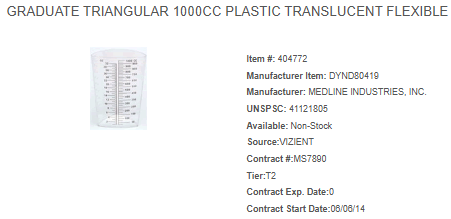 GRADUATE TRIANGULAR 1000CC PLASTIC TRANSLUCENT FLEXIBLE
Item #: 404772
Manufacturer Item: DYND80419
Manufacturer: MEDLINE INDUSTRIES, INC.
UNSPSC: 41121805
Available: Non-Stock
Source:VIZIENT
Contract #:MS7890
Tier:T2
Contract Exp. Date:0
Contract Start Date:06/06/14